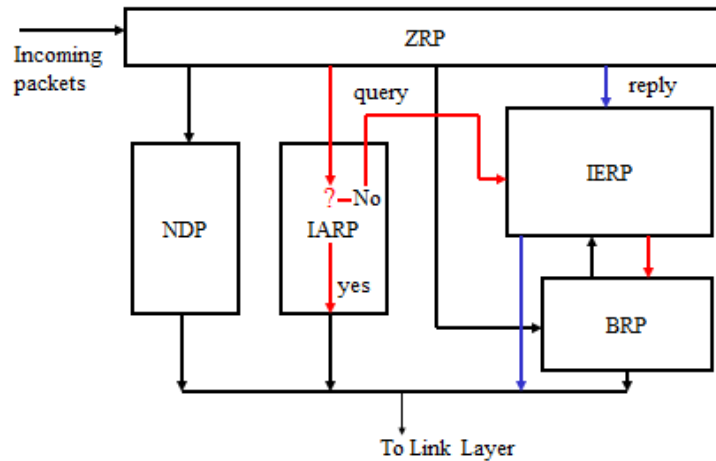 ZRP
Incoming
packets
query
reply
IERP
? No
NDP
IARP
yes
BRP
To Link Layer